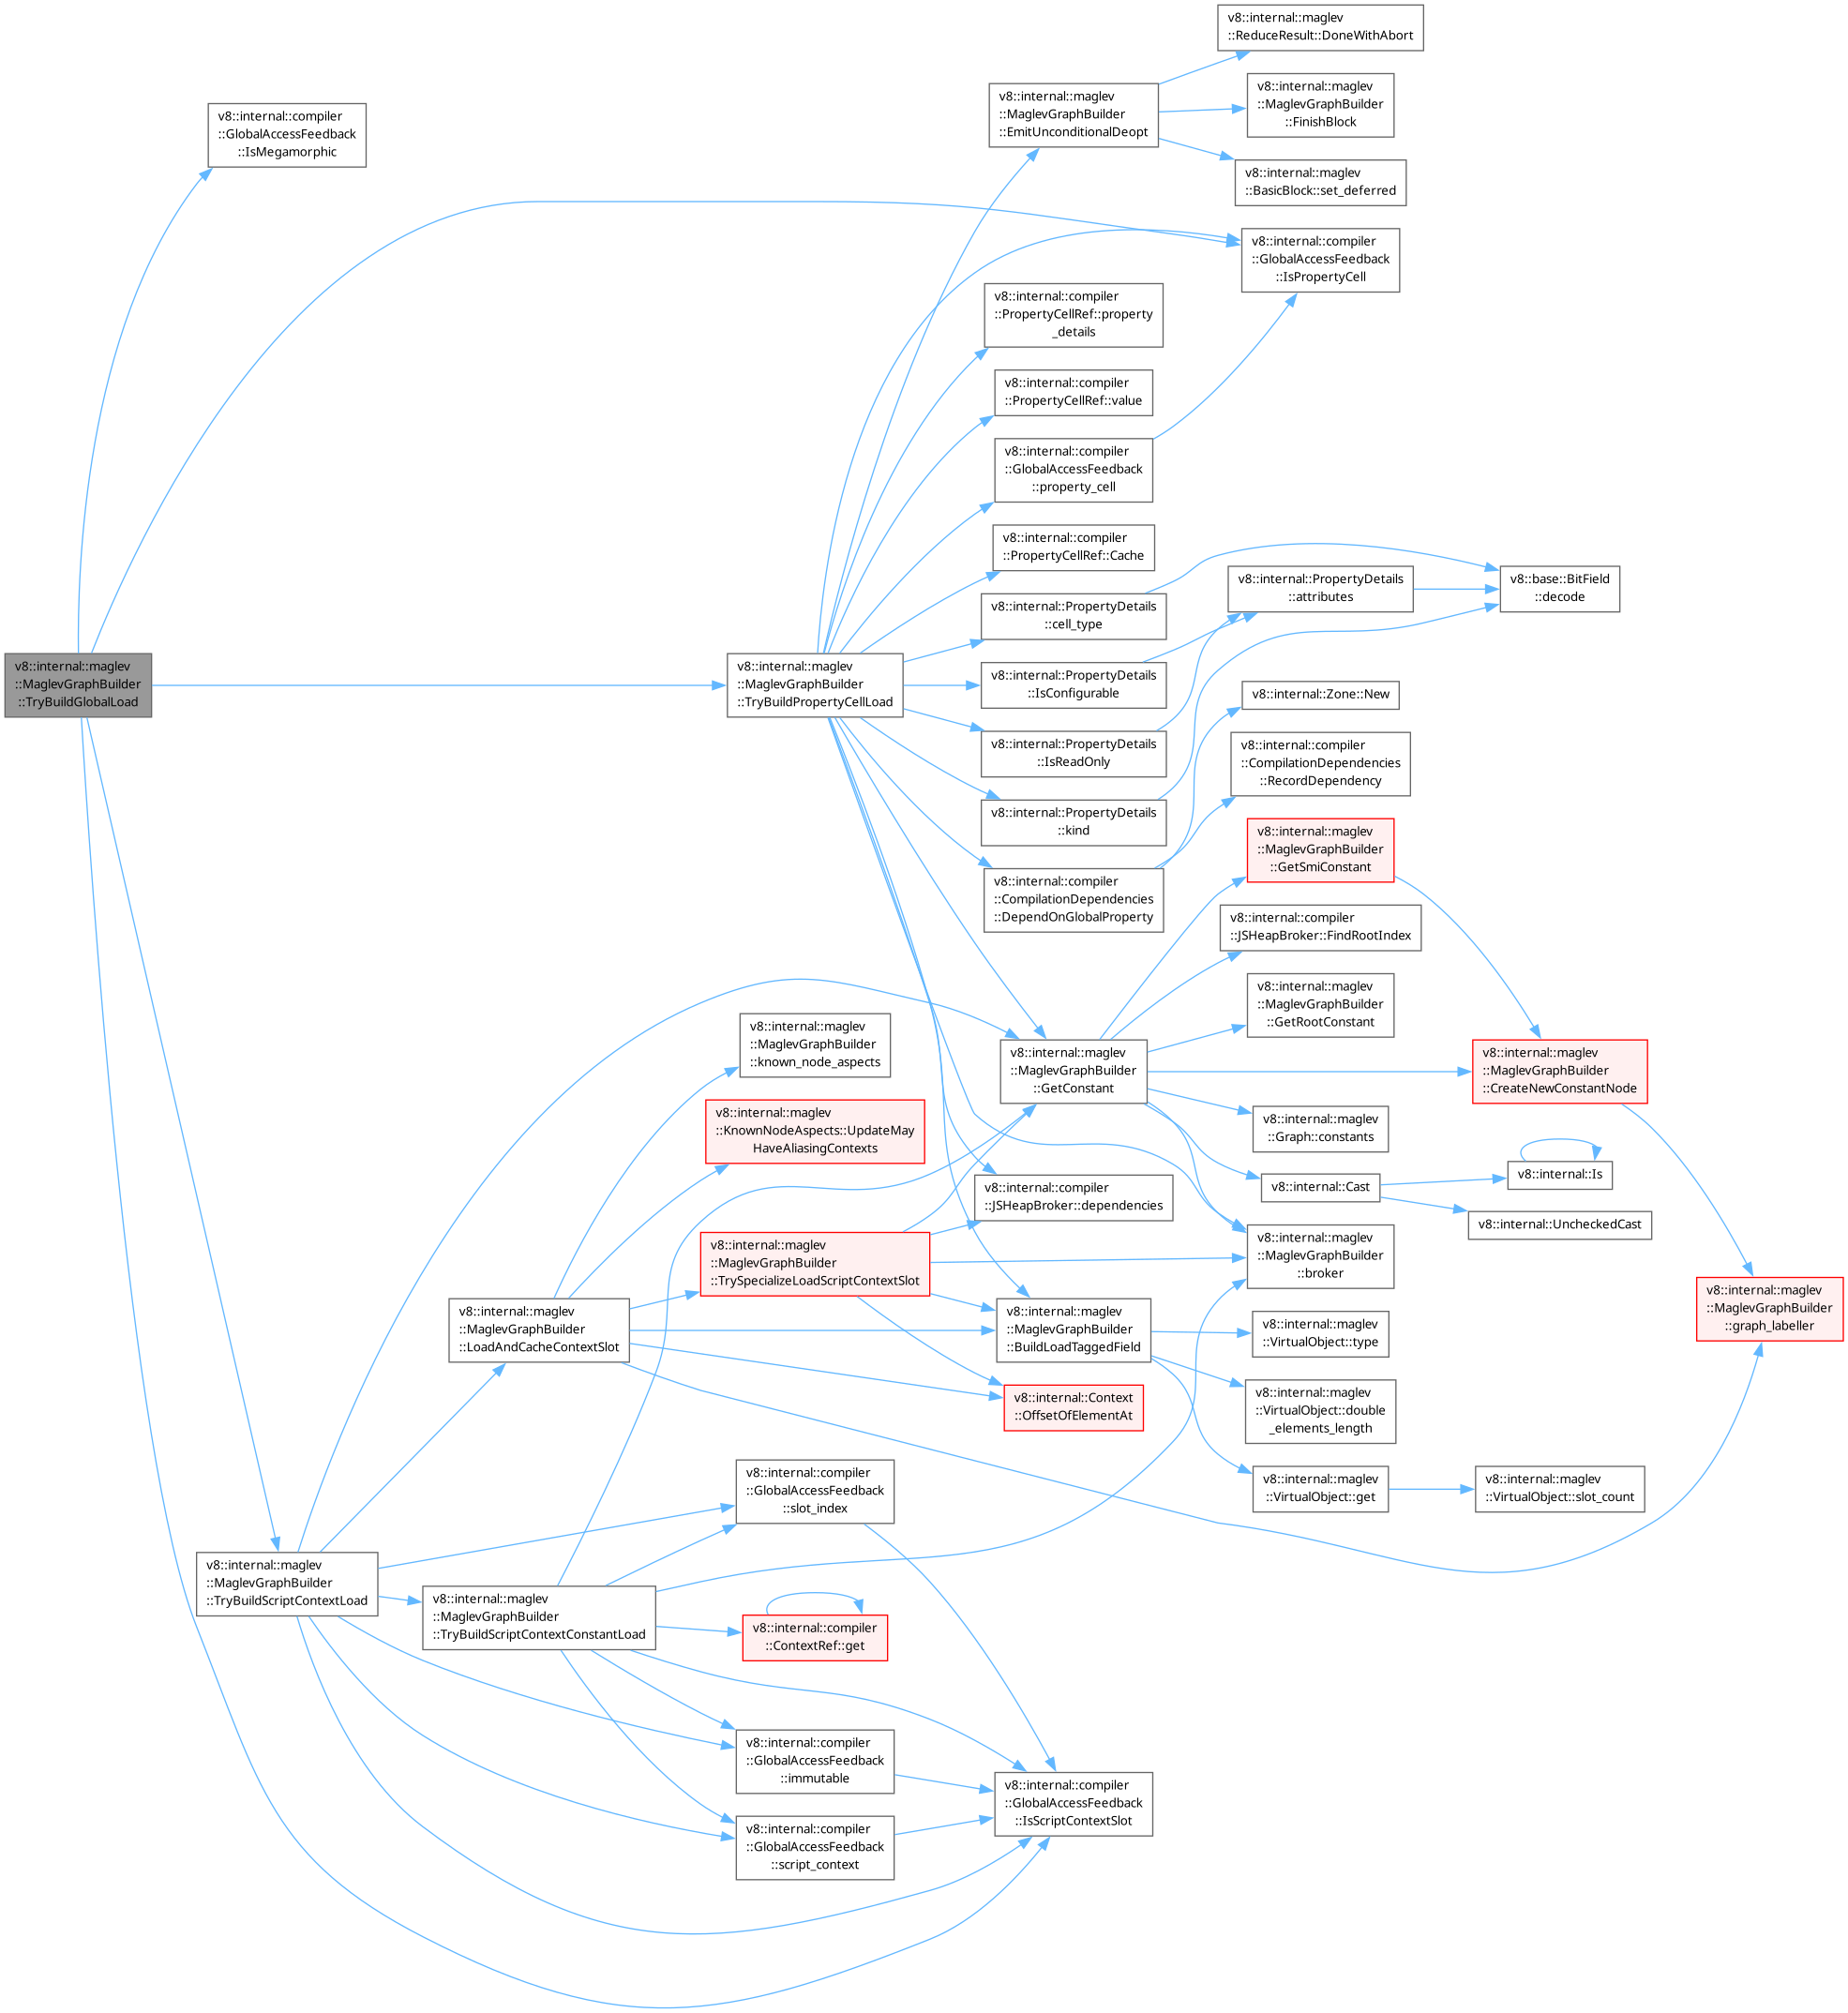 v8::internal::maglev
::ReduceResult::DoneWithAbort
v8::internal::maglev
::MaglevGraphBuilder
::EmitUnconditionalDeopt
v8::internal::maglev
::MaglevGraphBuilder
::FinishBlock
v8::internal::compiler
::GlobalAccessFeedback
::IsMegamorphic
v8::internal::maglev
::BasicBlock::set_deferred
v8::internal::compiler
::GlobalAccessFeedback
::IsPropertyCell
v8::internal::compiler
::PropertyCellRef::property
_details
v8::internal::compiler
::PropertyCellRef::value
v8::internal::compiler
::GlobalAccessFeedback
::property_cell
v8::internal::compiler
::PropertyCellRef::Cache
v8::internal::PropertyDetails
::cell_type
v8::internal::PropertyDetails
::attributes
v8::base::BitField
::decode
v8::internal::maglev
::MaglevGraphBuilder
::TryBuildGlobalLoad
v8::internal::maglev
::MaglevGraphBuilder
::TryBuildPropertyCellLoad
v8::internal::PropertyDetails
::IsConfigurable
v8::internal::Zone::New
v8::internal::PropertyDetails
::IsReadOnly
v8::internal::compiler
::CompilationDependencies
::RecordDependency
v8::internal::PropertyDetails
::kind
v8::internal::maglev
::MaglevGraphBuilder
::GetSmiConstant
v8::internal::compiler
::CompilationDependencies
::DependOnGlobalProperty
v8::internal::compiler
::JSHeapBroker::FindRootIndex
v8::internal::maglev
::MaglevGraphBuilder
::GetRootConstant
v8::internal::maglev
::MaglevGraphBuilder
::known_node_aspects
v8::internal::maglev
::MaglevGraphBuilder
::GetConstant
v8::internal::maglev
::MaglevGraphBuilder
::CreateNewConstantNode
v8::internal::maglev
::KnownNodeAspects::UpdateMay
HaveAliasingContexts
v8::internal::maglev
::Graph::constants
v8::internal::Cast
v8::internal::Is
v8::internal::compiler
::JSHeapBroker::dependencies
v8::internal::UncheckedCast
v8::internal::maglev
::MaglevGraphBuilder
::TrySpecializeLoadScriptContextSlot
v8::internal::maglev
::MaglevGraphBuilder
::broker
v8::internal::maglev
::MaglevGraphBuilder
::graph_labeller
v8::internal::maglev
::MaglevGraphBuilder
::LoadAndCacheContextSlot
v8::internal::maglev
::MaglevGraphBuilder
::BuildLoadTaggedField
v8::internal::maglev
::VirtualObject::type
v8::internal::Context
::OffsetOfElementAt
v8::internal::maglev
::VirtualObject::double
_elements_length
v8::internal::compiler
::GlobalAccessFeedback
::slot_index
v8::internal::maglev
::VirtualObject::get
v8::internal::maglev
::VirtualObject::slot_count
v8::internal::maglev
::MaglevGraphBuilder
::TryBuildScriptContextLoad
v8::internal::maglev
::MaglevGraphBuilder
::TryBuildScriptContextConstantLoad
v8::internal::compiler
::ContextRef::get
v8::internal::compiler
::GlobalAccessFeedback
::immutable
v8::internal::compiler
::GlobalAccessFeedback
::IsScriptContextSlot
v8::internal::compiler
::GlobalAccessFeedback
::script_context